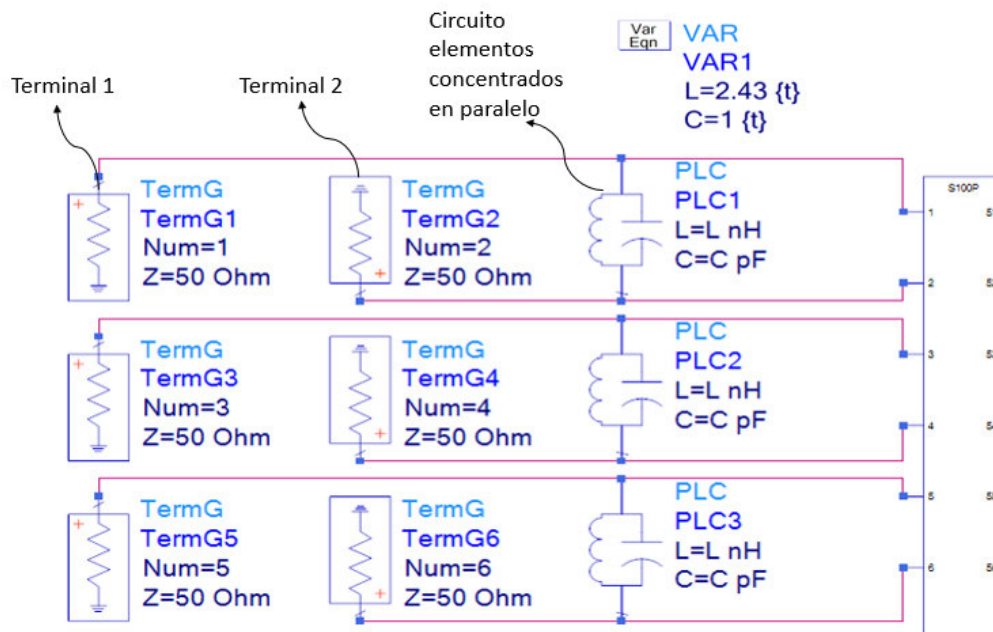 Terminal 1
Terminal 2
Circuito
elementos
concentrados
en paralelo
Var
Eqn
VAR
VAR1
L=2.43 {t}
C=1 {t}
+
TermG
TermG1
Num=1
Z=50 Ohm
TermG
TermG2
Num=2
Z=50 Ohm
+
PLC
PLC1
L=L nH
C=C pF
S100P
1
2
+
TermG
TermG3
Num=3
Z=50 Ohm
TermG
TermG4
Num=4
Z=50 Ohm
+
PLC
PLC2
L=L nH
C=C pF
3
4
+
TermG
TermG5
Num=5
Z=50 Ohm
TermG
TermG6
Num=6
Z=50 Ohm
+
PLC
PLC3
L=L nH
C=C pF
5
6